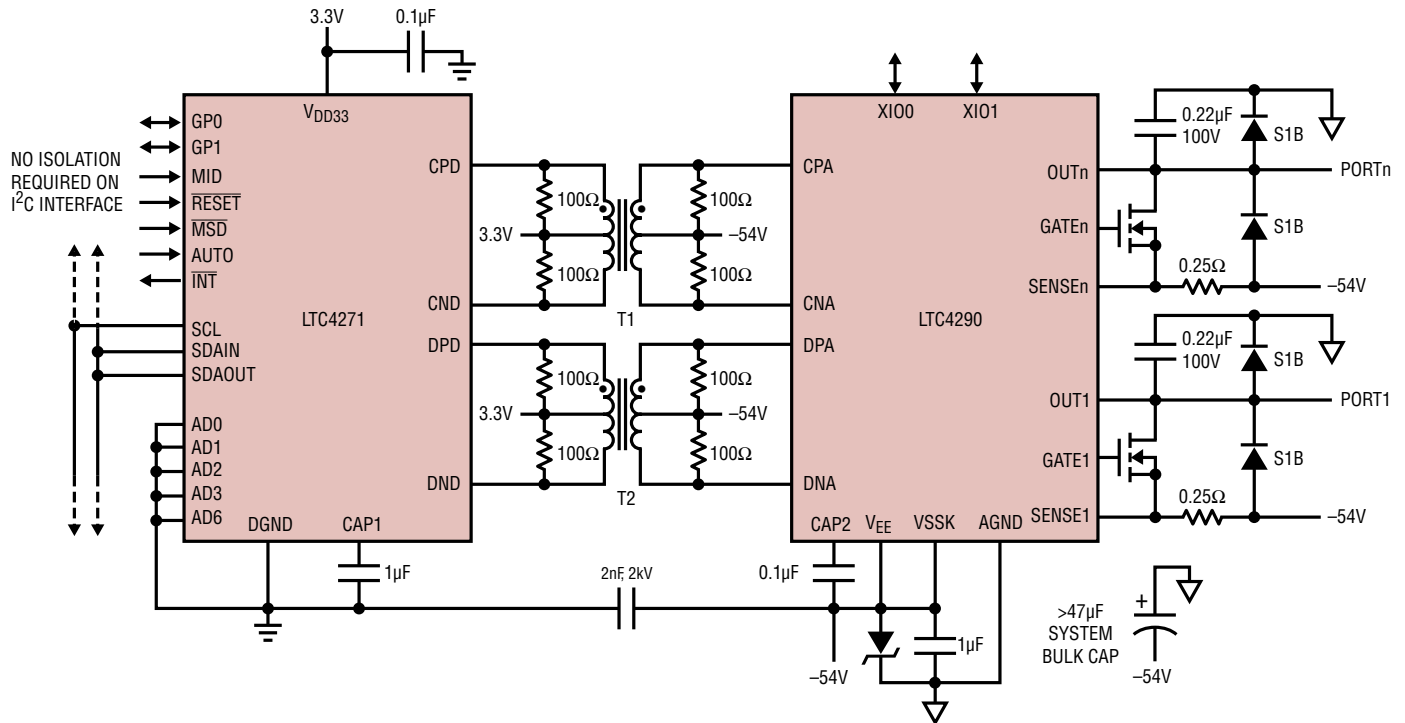 3.3V
0.1µF
NO ISOLATION
REQUIRED ON
I2C INTERFACE
VDD33
GP0
GP1
MID
RESET
MSD
AUTO
INT
SCL
SDAIN
SDAOUT
AD0
AD1
AD2
AD3
AD6
LTC4271
CPD
CND
DPD
DND
DGND
CAP1
1µF
100Ω
3.3V
100Ω
100Ω
–54V
100Ω
T1
100Ω
3.3V
100Ω
100Ω
–54V
100Ω
T2
2nF, 2kV
XIO0
XIO1
CPA
CNA
DPA
DNA
LTC4290
OUTn
GATEn
SENSEn
OUT1
GATE1
SENSE1
CAP2
VEE
VSSK
AGND
0.1µF
–54V
1µF
0.22µF
100V
S1B
PORTn
S1B
0.25Ω
–54V
0.22µF
100V
S1B
PORT1
S1B
0.25Ω
–54V
>47µF
SYSTEM
BULK CAP
+
–54V